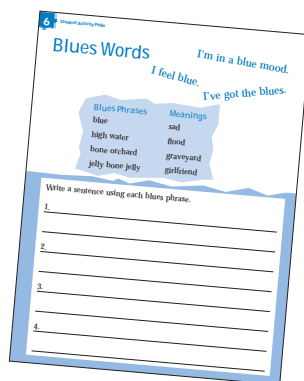 6 Student Activity Page
Blues Words
I'm in a blue mood.
I feel blue.
I've got the blues.
Blues Phrases Meanings
blue sad
high water flood
bone orchard graveyard
jelly bone jelly girlfriend
Write a sentence using each blues phrase.
1.
2.
3.
4.